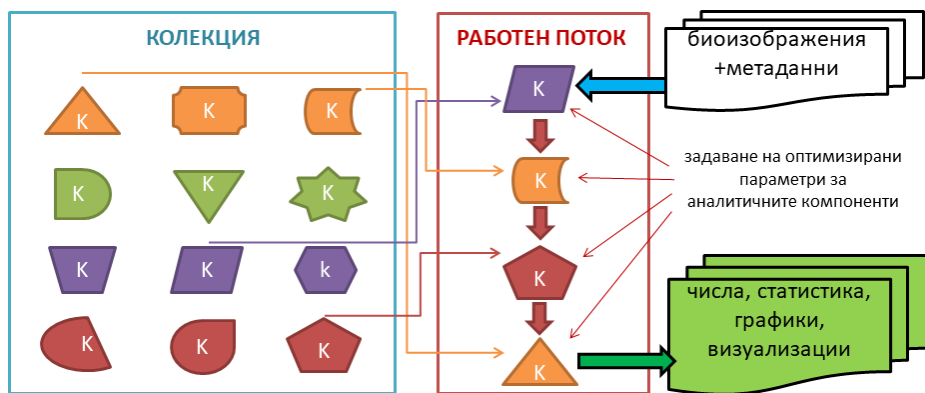 КОЛЕКЦИЯ
K
K
K
K
K
K
K
K
k
K
K
K
РАБОТЕН ПОТОК
K
K
K
K
биоизображения
+метаданни
задаване на оптимизирани
параметри за
аналитичните компоненти
числа, статистика,
графики,
визуализации